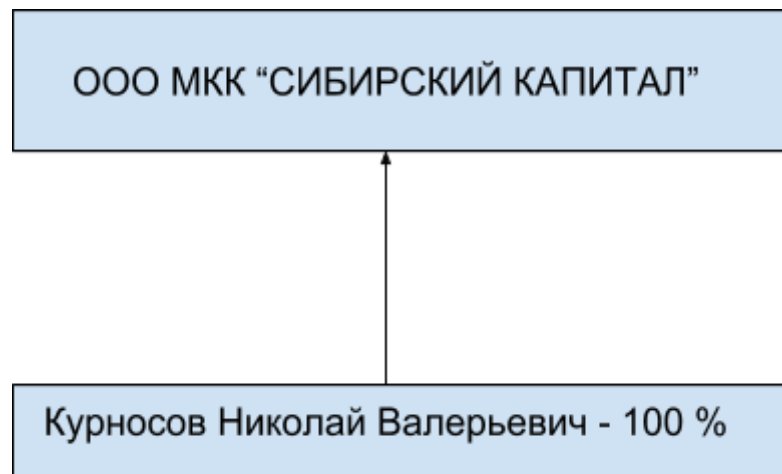 ООО МКК “СИБИРСКИЙ КАПИТАЛ”
Курносов Николай Валерьевич - 100 %